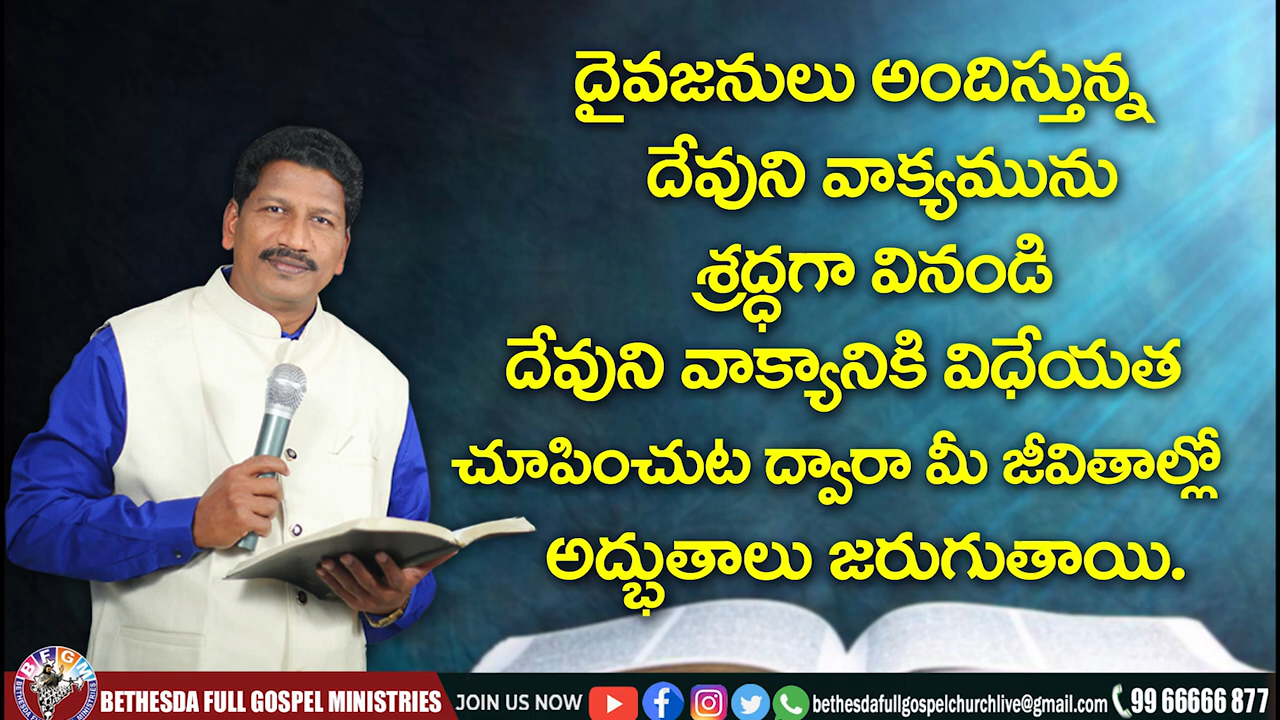 దైవజనులు అందిస్తున్న
దేవుని వాక్యమును
శ్రద్ధగా వినండి
దేవుని వాక్యానికి విధేయత
చూపించుట ద్వారా మీ జీవితాల్లో
అద్భుతాలు జరుగుతాయి.
BFGM
BETHESDA FULL GOSPEL MINISTRIES JOIN US NOW bethesdafullgospelchurchlive@gmail.com 99 66666 877